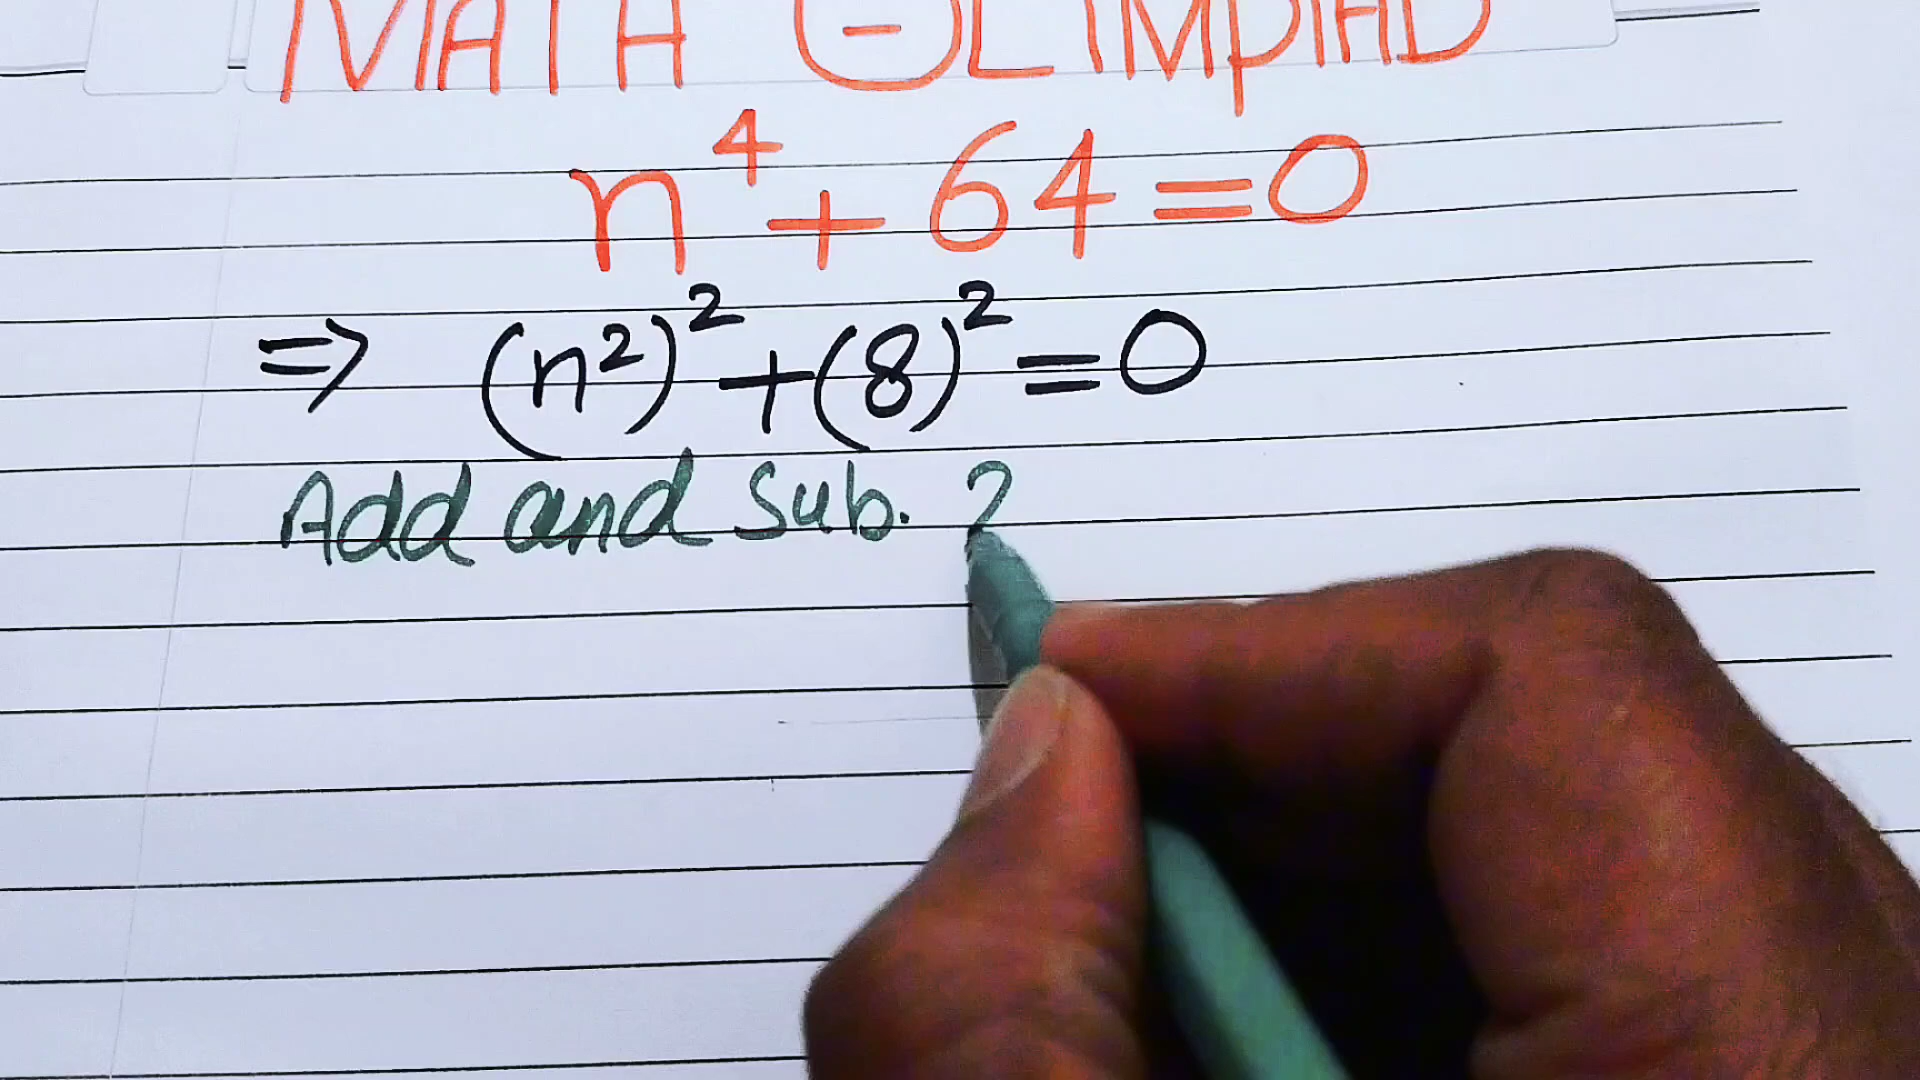 MATH OLIMPIAD
n⁴ + 64 = 0
⇒ (n²)² + (8)² = 0
Add and Sub. 2